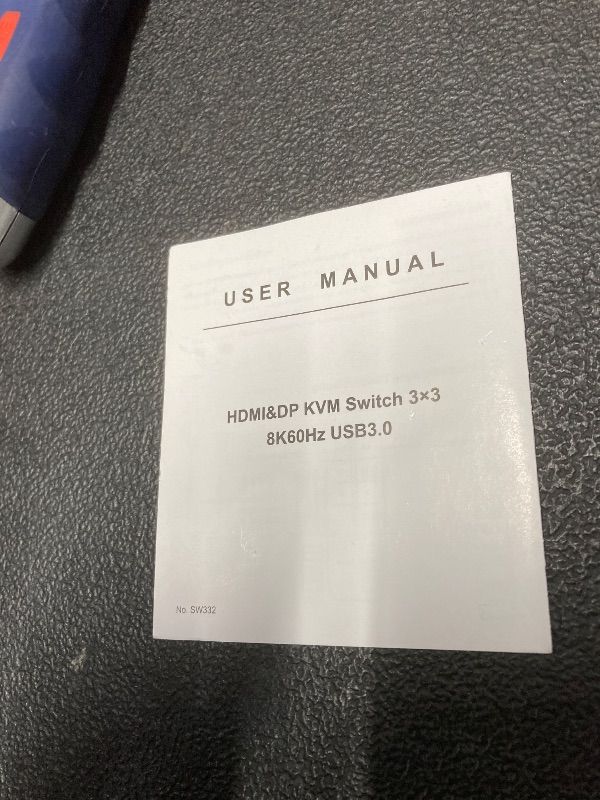 USER MANUAL
HDMI&DP KVM Switch 3×3
8K60Hz USB3.0
No. SW332